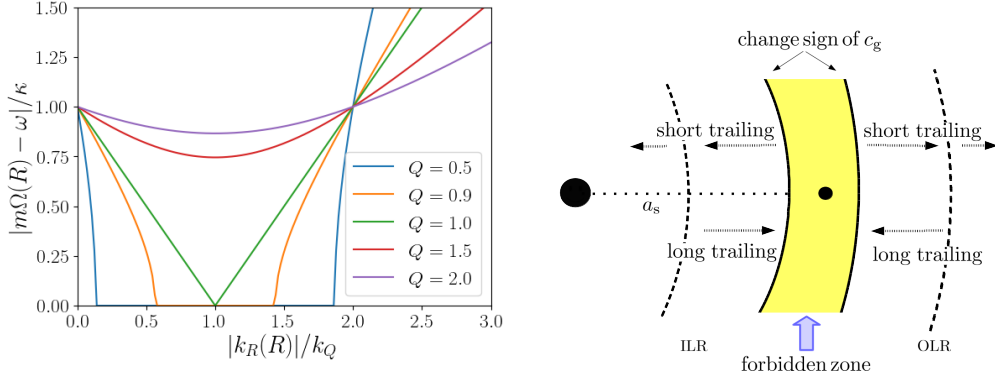 1.50
1.25
1.00
0.75
0.50
0.25
0.00
|mΩ(R) − ω|/κ
0.0 0.5 1.0 1.5 2.0 2.5 3.0
|k_R(R)|/k_Q
Q = 0.5
Q = 0.9
Q = 1.0
Q = 1.5
Q = 2.0
change sign of c_g
short trailing
short trailing
a_s
long trailing
long trailing
ILR
OLR
forbidden zone